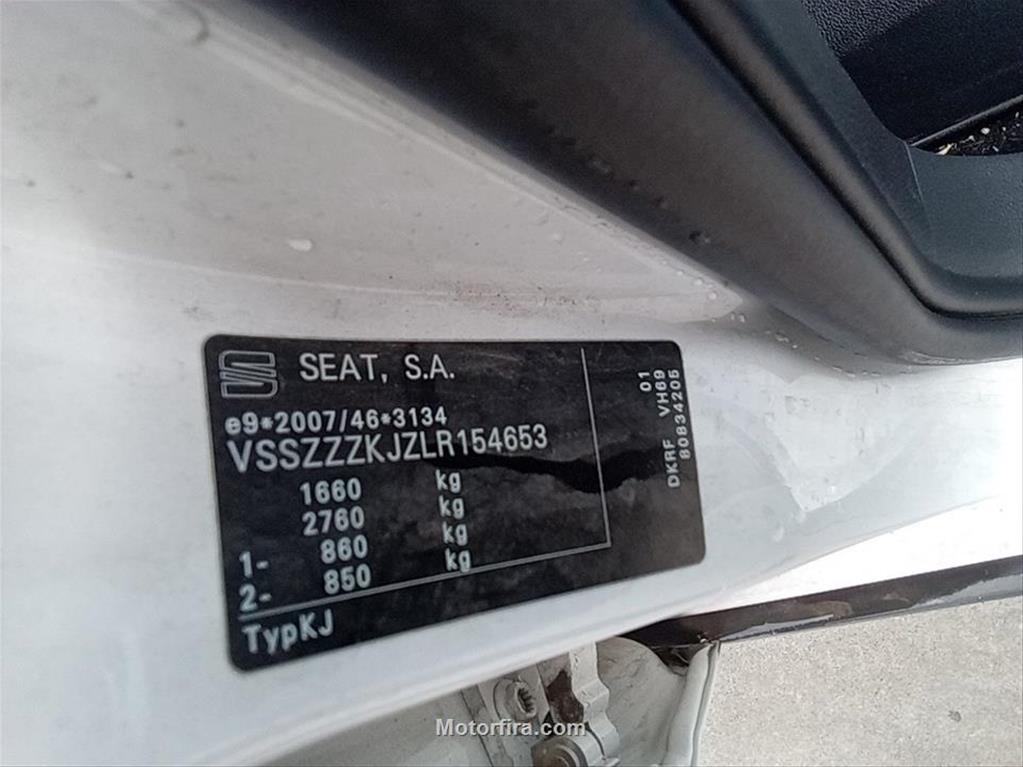 SEAT, S.A.
e9*2007/46*3134
VSSZZZKJZLR154653
1660 kg
2760 kg
1- 860 kg
2- 850 kg
TypKJ
01
DKRF VH69
80834205
Motorfira.com